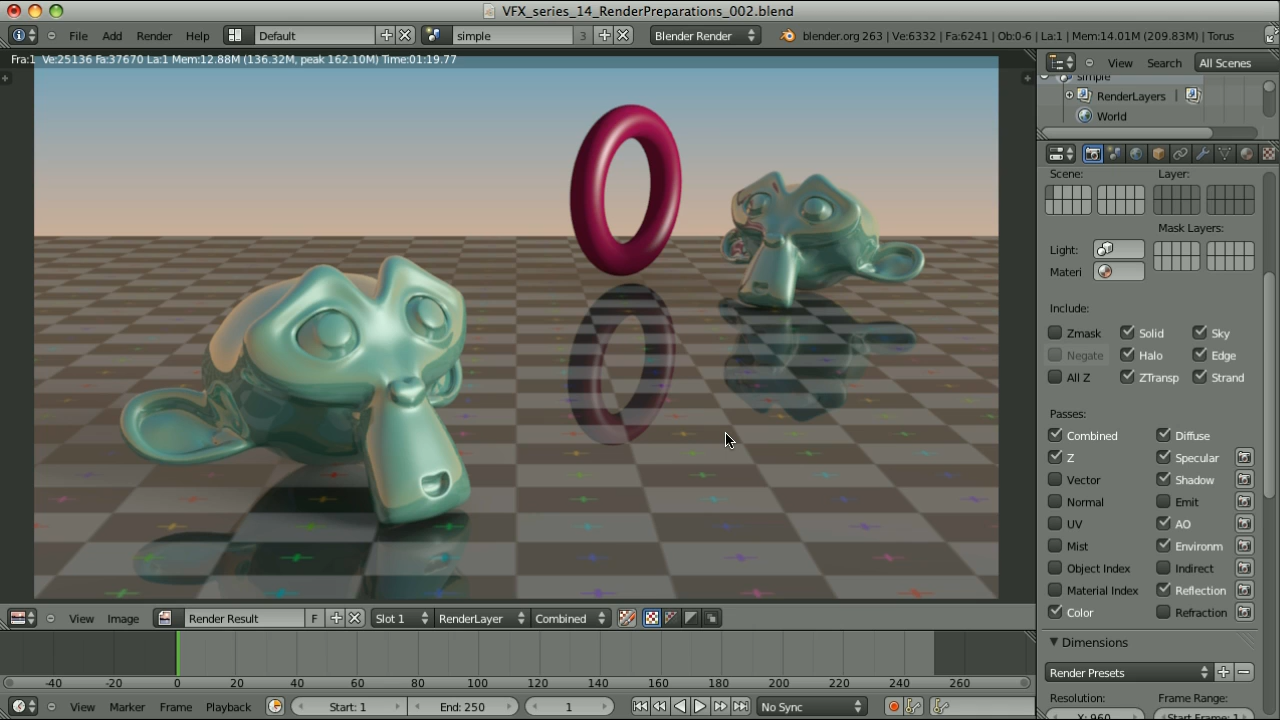 VFX_series_14_RenderPreparations_002.blend
File Add Render Help Default simple 3 Blender Render blender.org 263 | Ve:6332 | Fa:6241 | Ob:0-6 | La:1 | Mem:14.01M (209.83M) | Torus
Fra:1 Ve:25136 Fa:37670 La:1 Mem:12.88M (136.32M, peak 162.10M) Time:01:19.77
View Search All Scenes
simple
RenderLayers |
World
Scene: Layer:
Mask Layers:
Light:
Materi
Include:
Zmask Solid Sky
Negate Halo Edge
All Z ZTransp Strand
Passes:
Combined Diffuse
Z Specular
Vector Shadow
Normal Emit
UV AO
Mist Environm
Object Index Indirect
Material Index Reflection
Color Refraction
Dimensions
Render Presets
Resolution: Frame Range:
X: 960 Start Frame: 1
View Image Render Result F Slot 1 RenderLayer Combined
-40 -20 0 20 40 60 80 100 120 140 160 180 200 220 240 260
View Marker Frame Playback Start: 1 End: 250 1 No Sync